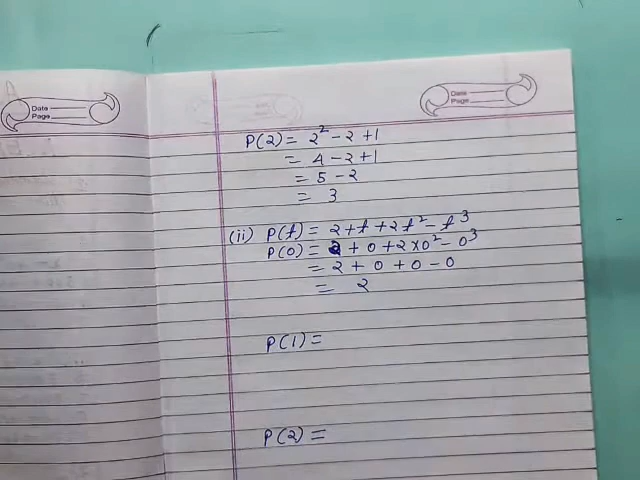 Date
Page
Date
Page
P(2) = 2² - 2 + 1
= 4 - 2 + 1
= 5 - 2
= 3
(ii) P(t) = 2 + t + 2t² - t³
P(0) = 2 + 0 + 2×0² - 0³
= 2 + 0 + 0 - 0
= 2
P(1) =
P(2) =